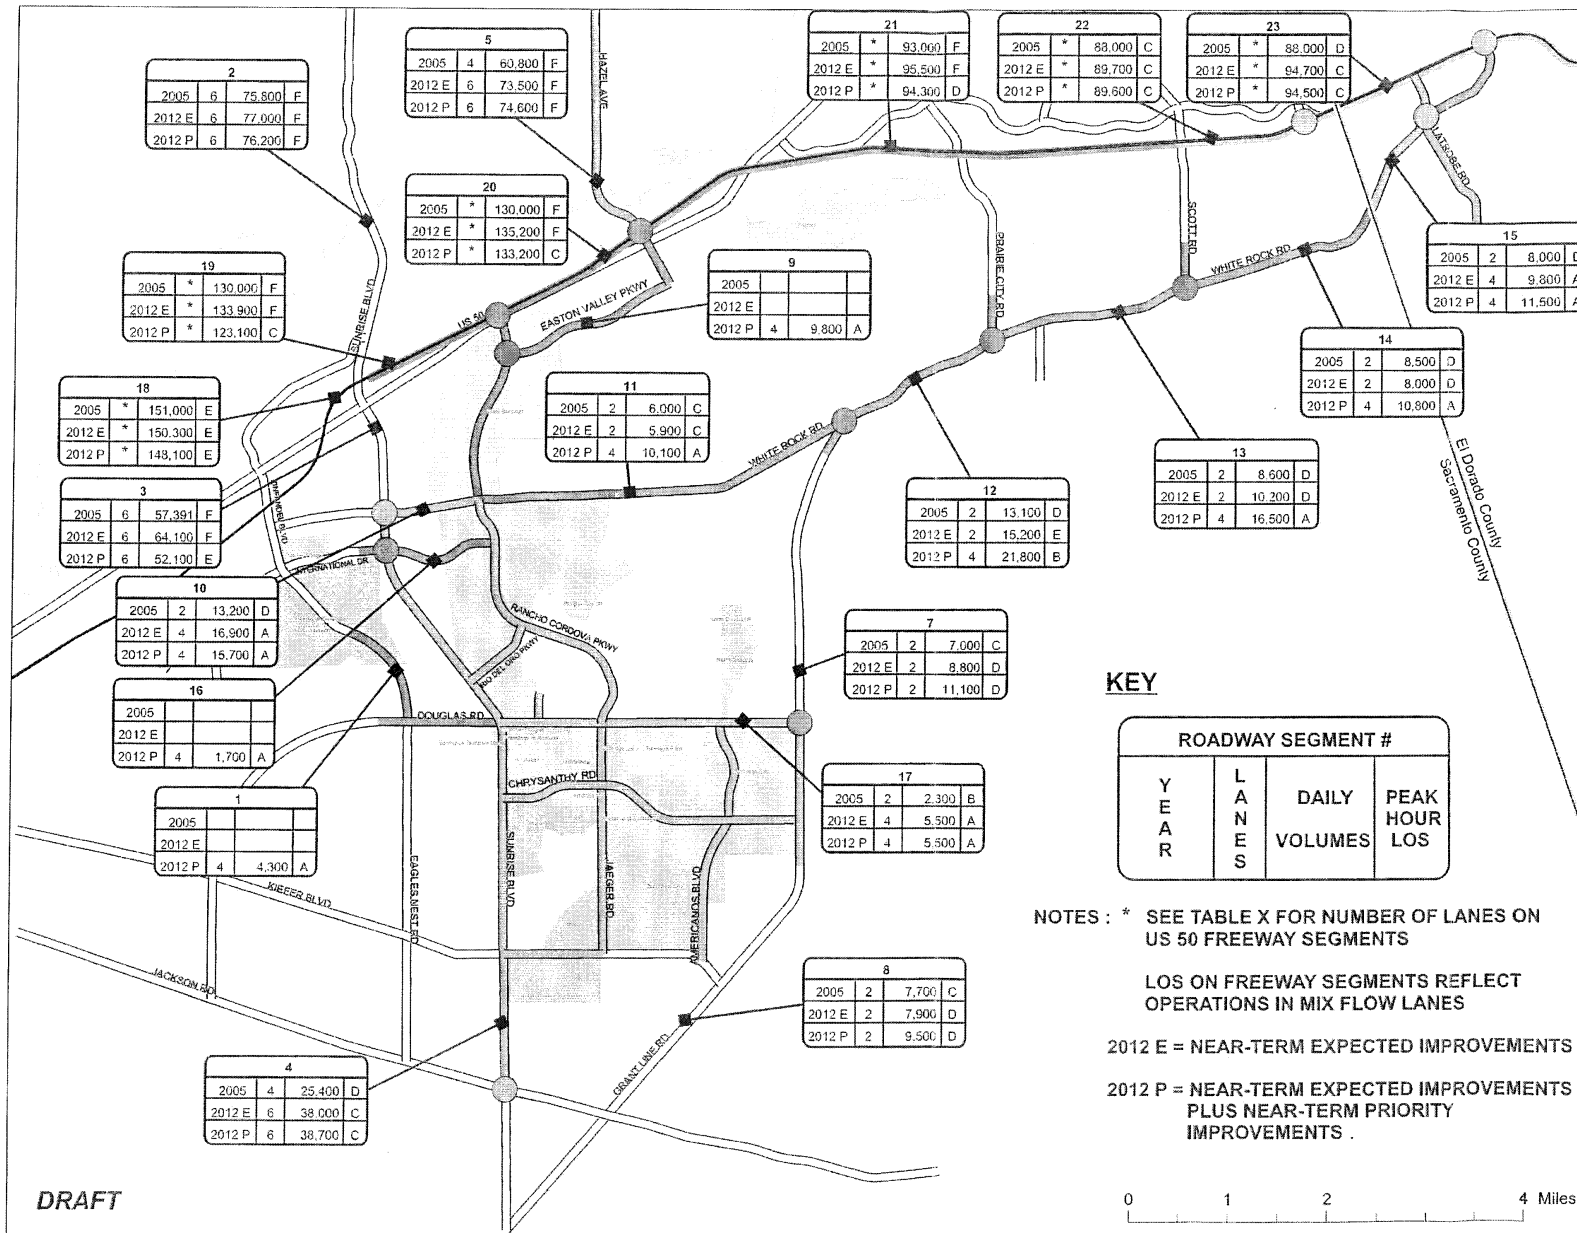 21
2005 * 93,000 F
2012 E * 95,500 F
2012 P * 94,300 D
22
2005 * 88,000 C
2012 E * 89,700 C
2012 P * 89,600 C
23
2005 * 88,000 D
2012 E * 94,700 C
2012 P * 94,500 C
5
2005 4 60,800 F
2012 E 6 73,500 F
2012 P 6 74,600 F
2
2005 6 75,800 F
2012 E 6 77,000 F
2012 P 6 76,200 F
HAZEL AVE
20
2005 * 130,000 F
2012 E * 135,200 F
2012 P * 133,200 C
LATROBE RD
SCOTT RD
PRAIRIE CITY RD
WHITE ROCK RD
15
2005 2 8,000
2012 E 4 9,800
2012 P 4 11,500
19
2005 * 130,000 F
2012 E * 133,900 F
2012 P * 123,100 C
9
2005
2012 E
2012 P 4 9,800 A
SUNRISE BLVD
US 50
EASTON VALLEY PKWY
14
2005 2 8,500 D
2012 E 2 8,000 D
2012 P 4 10,800 A
18
2005 * 151,000 E
2012 E * 150,300 E
2012 P * 148,100 E
11
2005 2 6,000 C
2012 E 2 5,900 C
2012 P 4 10,100 A
WHITE ROCK RD
13
2005 2 8,600 D
2012 E 2 10,200 D
2012 P 4 16,500 A
El Dorado County
Sacramento County
3
2005 6 57,391 F
2012 E 6 64,100 F
2012 P 6 52,100 E
ZINFANDEL BLVD
12
2005 2 13,100 D
2012 E 2 15,200 E
2012 P 4 21,800 B
INTERNATIONAL DR
10
2005 2 13,200 D
2012 E 4 16,900 A
2012 P 4 15,700 A
RANCHO CORDOVA PKWY
RIO DEL ORO PKWY
7
2005 2 7,000 C
2012 E 2 8,800 D
2012 P 2 11,100 D
16
2005
2012 E
2012 P 4 1,700 A
DOUGLAS RD
KEY
ROADWAY SEGMENT #
YEAR
LANES
DAILY
VOLUMES
PEAK
HOUR
LOS
CHRYSANTHY RD
17
2005 2 2,300 B
2012 E 4 5,500 A
2012 P 4 5,500 A
1
2005
2012 E
2012 P 4 4,300 A
KIEFER BLVD
EAGLES NEST RD
SUNRISE BLVD
JAEGER RD
AMERICANOS BLVD
JACKSON RD
GRANT LINE RD
8
2005 2 7,700 C
2012 E 2 7,900 D
2012 P 2 9,500 D
4
2005 4 25,400 D
2012 E 6 38,000 C
2012 P 6 38,700 C
NOTES : * SEE TABLE X FOR NUMBER OF LANES ON
US 50 FREEWAY SEGMENTS
LOS ON FREEWAY SEGMENTS REFLECT
OPERATIONS IN MIX FLOW LANES
2012 E = NEAR-TERM EXPECTED IMPROVEMENTS
2012 P = NEAR-TERM EXPECTED IMPROVEMENTS
PLUS NEAR-TERM PRIORITY
IMPROVEMENTS .
DRAFT
0 1 2 4 Miles